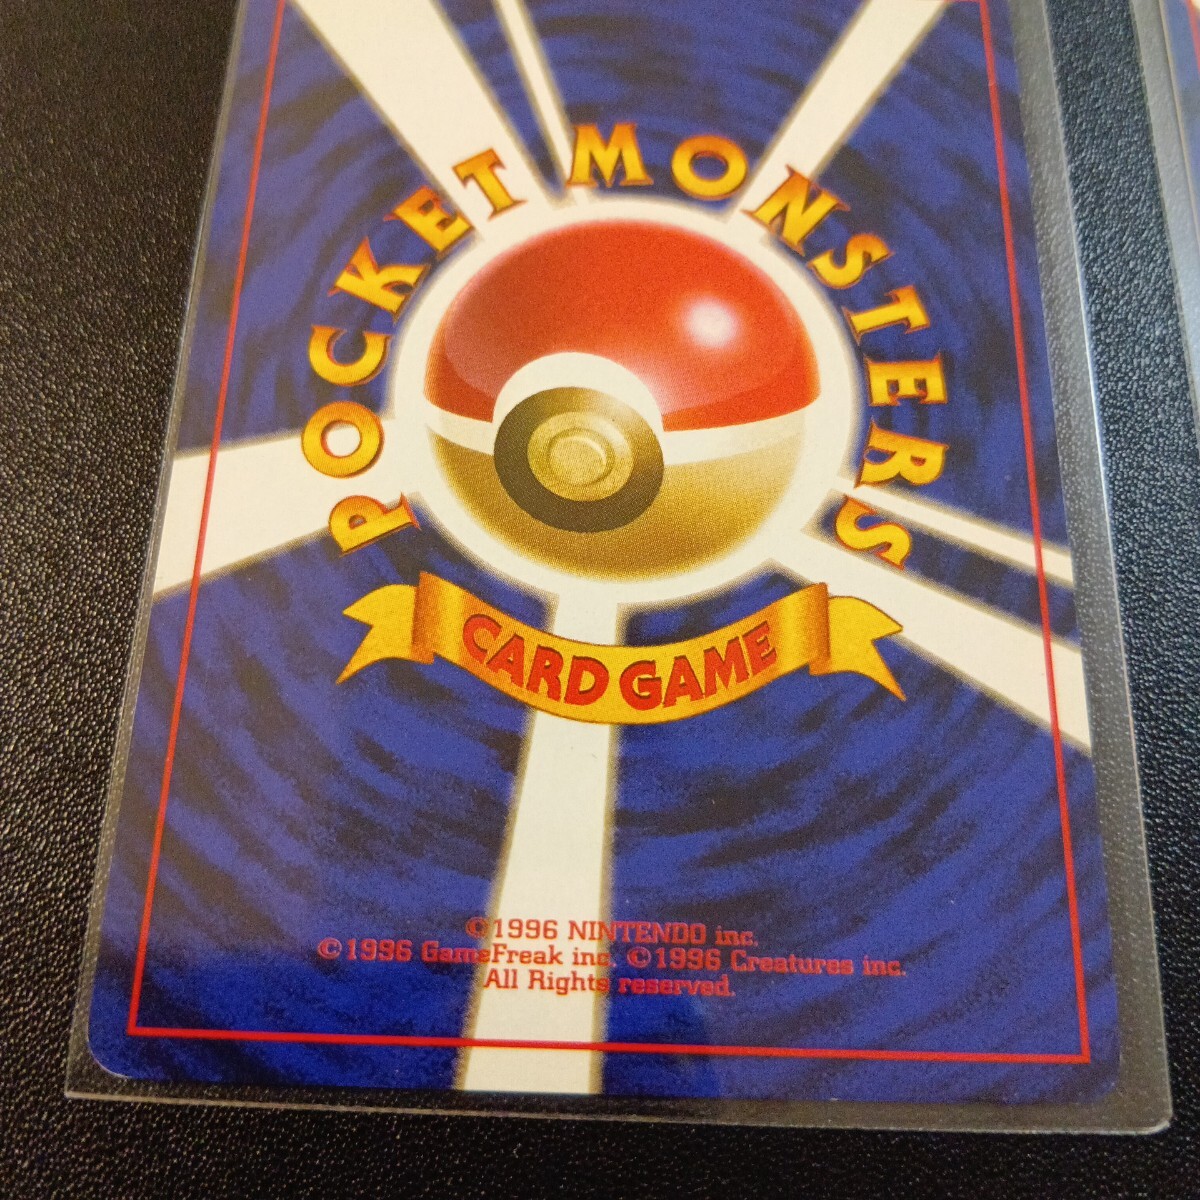 POCKET MONSTERS
CARD GAME
©1996 NINTENDO inc.
©1996 GameFreak inc. ©1996 Creatures inc.
All Rights reserved.